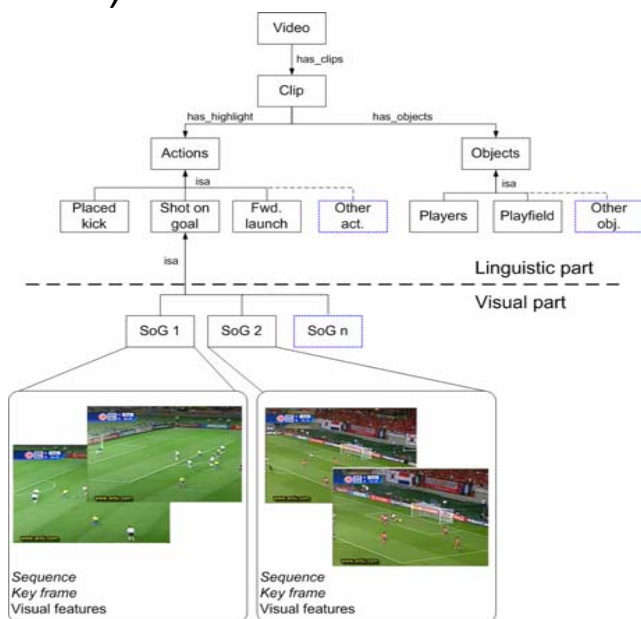 )
Video
has_clips
Clip
has_highlight
has_objects
Actions
Objects
isa
isa
Placed
kick
Shot on
goal
Fwd.
launch
Other
act.
Players
Playfield
Other
obj.
isa
Linguistic part
Visual part
SoG 1
SoG 2
SoG n
Sequence
Key frame
Visual features
Sequence
Key frame
Visual features